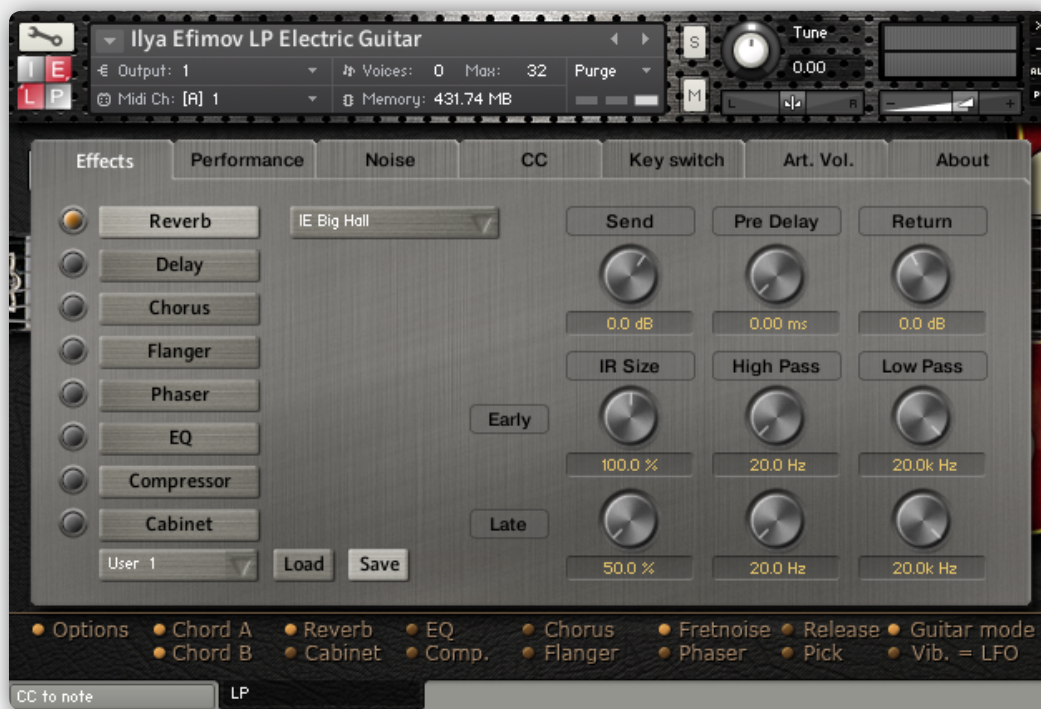 Ilya Efimov LP Electric Guitar
S
Tune
0.00
I E
L P
Output: 1
Voices: 0 Max: 32
Purge
Midi Ch: [A] 1
Memory: 431.74 MB
M
L R
- +
Effects Performance Noise CC Key switch Art. Vol. About
Reverb
IE Big Hall
Send Pre Delay Return
Delay
Chorus
0.0 dB 0.00 ms 0.0 dB
Flanger
IR Size High Pass Low Pass
Phaser
Early
EQ
100.0 % 20.0 Hz 20.0k Hz
Compressor
Cabinet
Late
User 1
Load
Save
50.0 % 20.0 Hz 20.0k Hz
Options Chord A Reverb EQ Chorus Fretnoise Release Guitar mode
Chord B Cabinet Comp. Flanger Phaser Pick Vib. = LFO
CC to note
LP